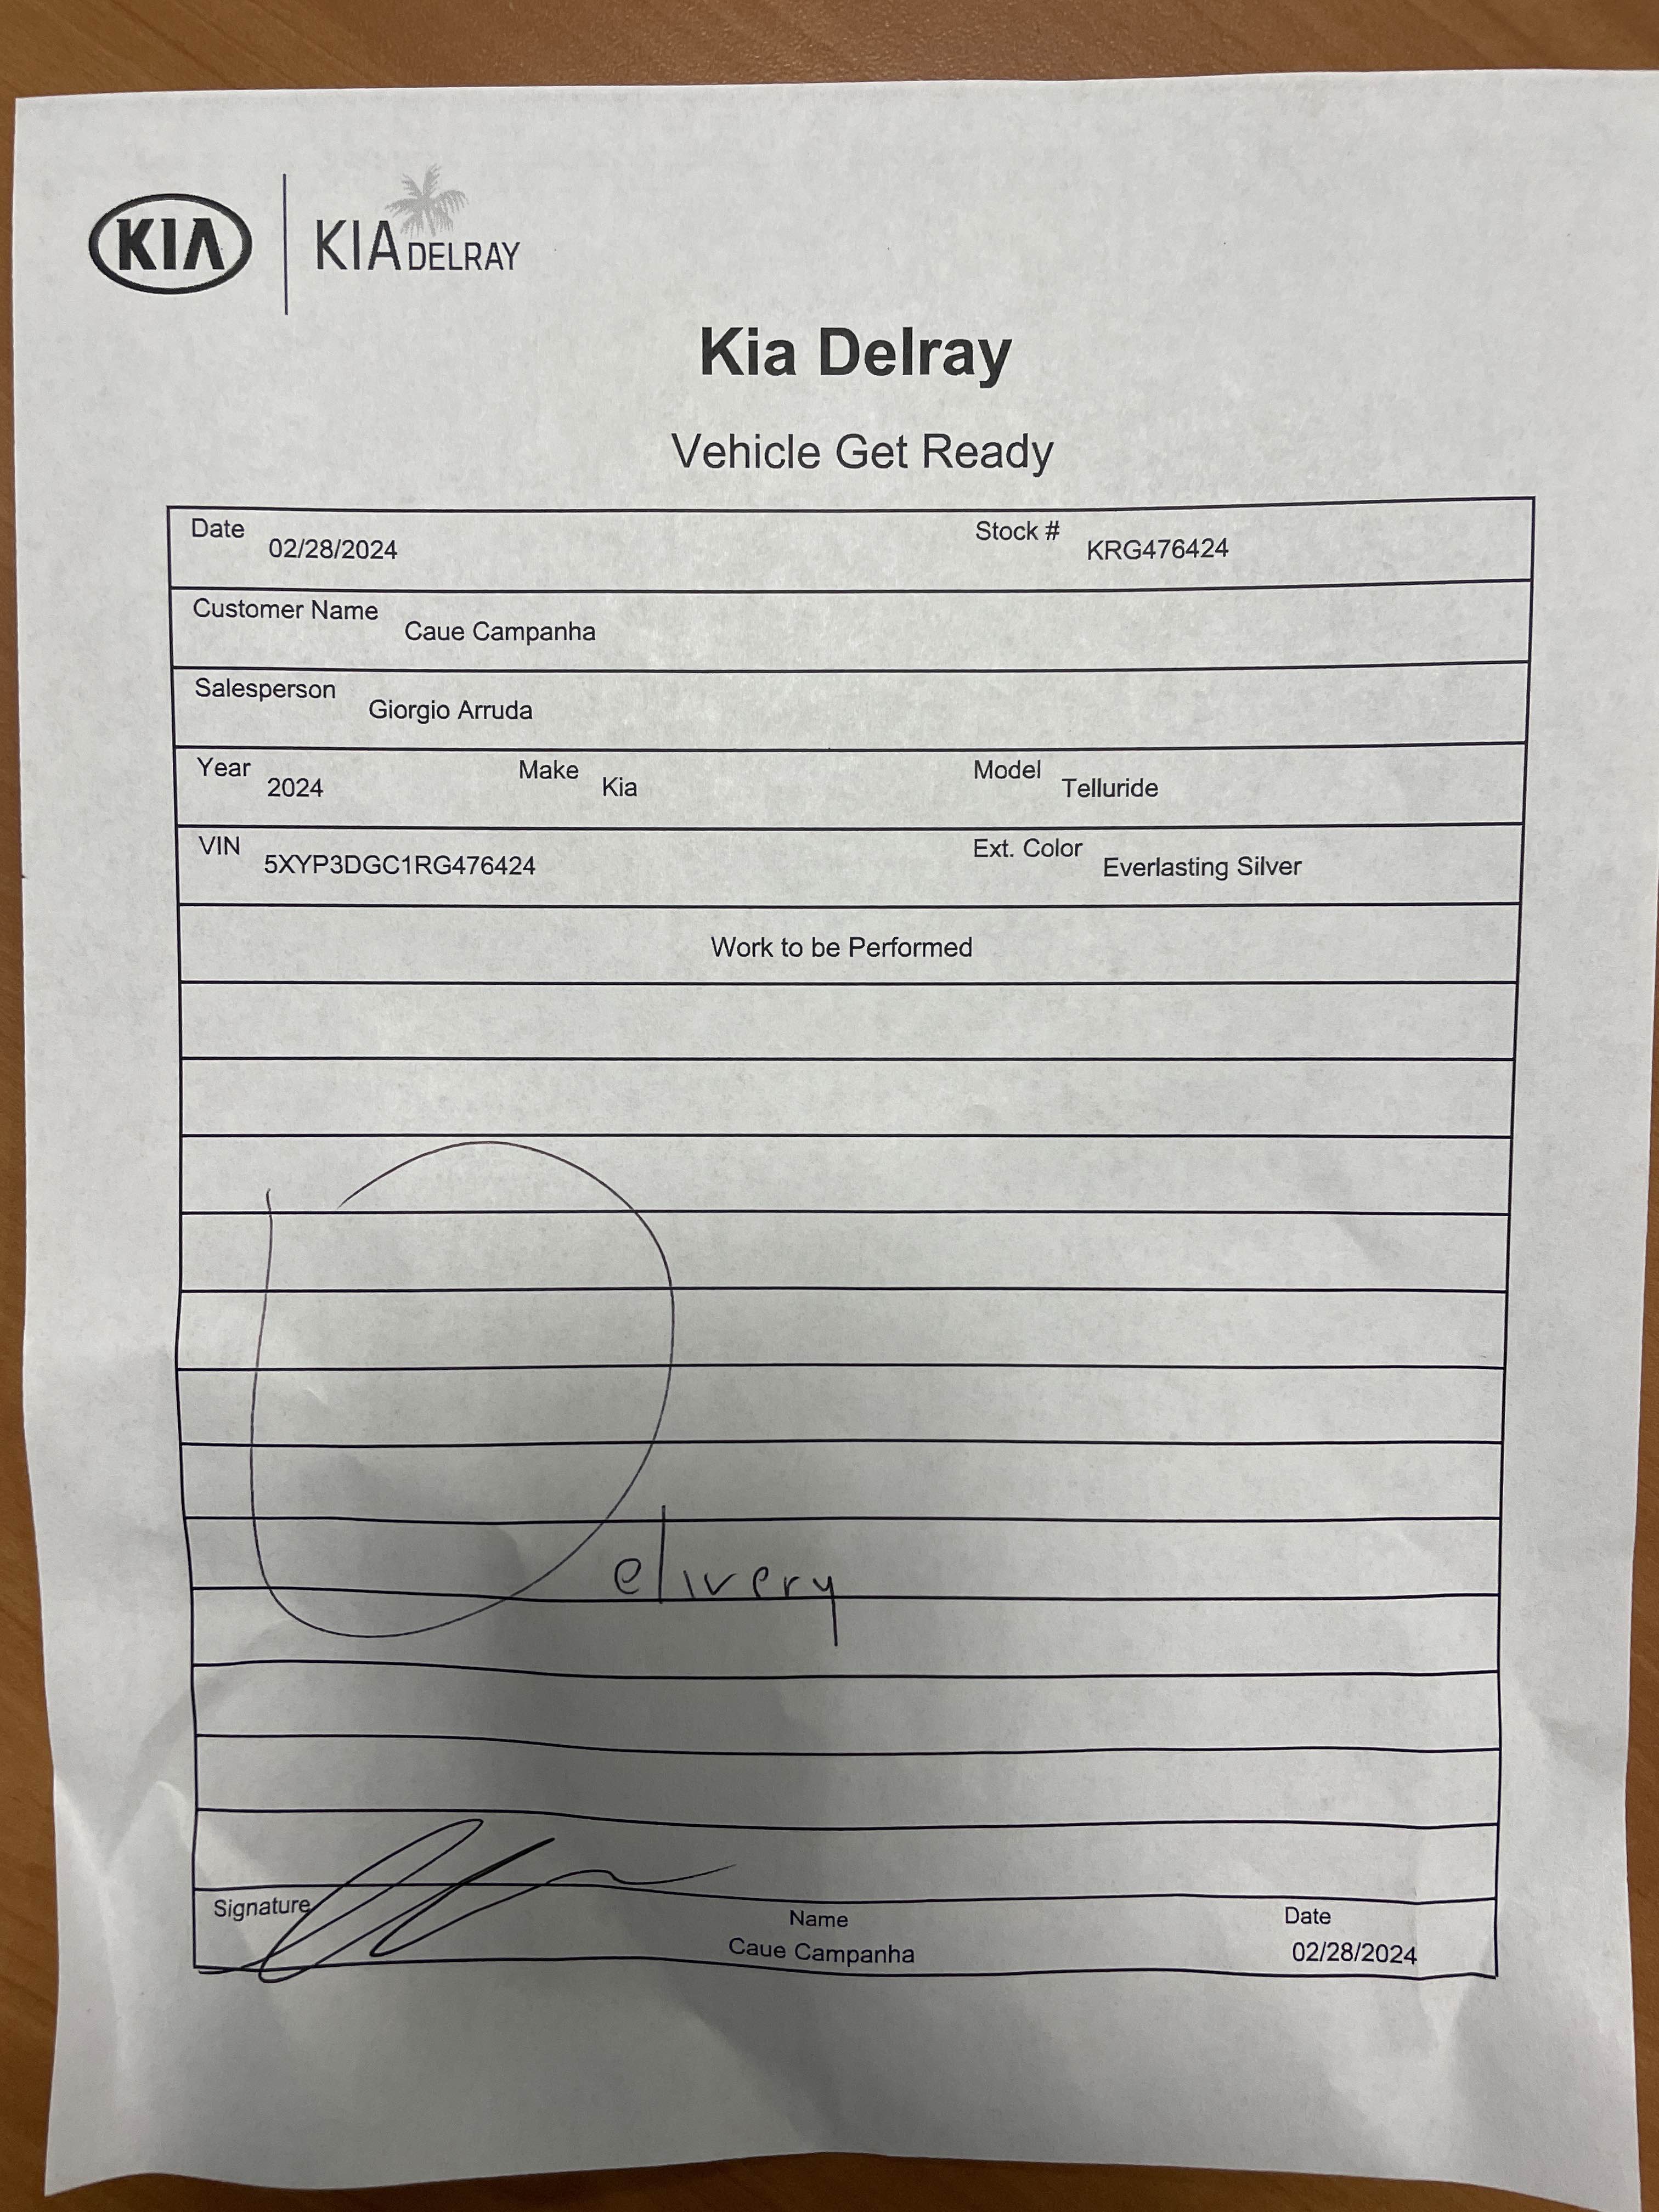 KIA KIA DELRAY
Kia Delray
Vehicle Get Ready
Date 02/28/2024 Stock # KRG476424
Customer Name Caue Campanha
Salesperson Giorgio Arruda
Year 2024 Make Kia Model Telluride
VIN 5XYP3DGC1RG476424 Ext. Color Everlasting Silver
Work to be Performed
Delivery
Signature Name Date
Caue Campanha 02/28/2024